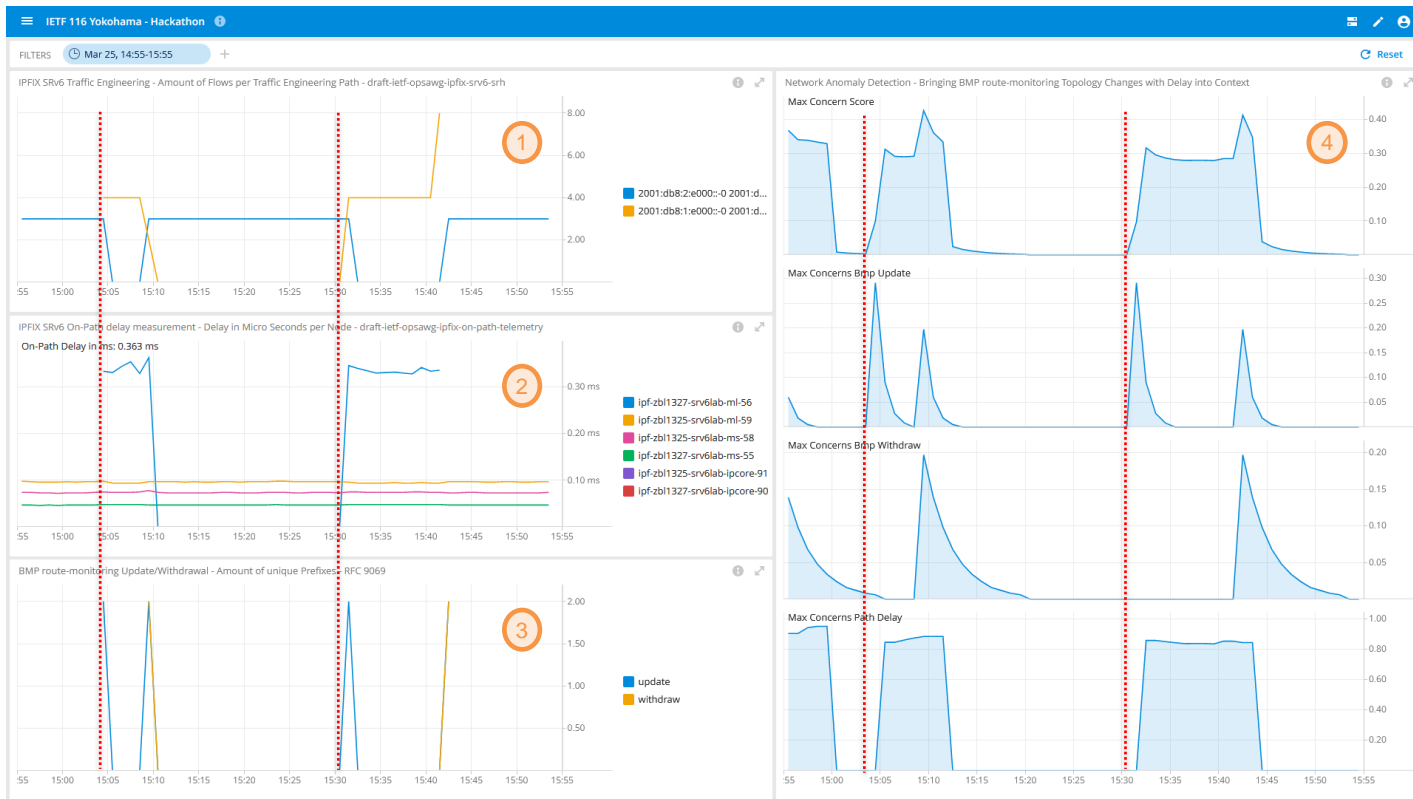 IETF 116 Yokohama - Hackathon
FILTERS Mar 25, 14:55-15:55 +
Reset
IPFIX SRv6 Traffic Engineering - Amount of Flows per Traffic Engineering Path - draft-ietf-opsawg-ipfix-srv6-srh
1
8.00
6.00
4.00
2.00
:55 15:00 15:05 15:10 15:15 15:20 15:25 15:30 15:35 15:40 15:45 15:50 15:55
2001:db8:2:e000::-0 2001:d...
2001:db8:1:e000::-0 2001:d...
IPFIX SRv6 On-Path delay measurement - Delay in Micro Seconds per Node - draft-ietf-opsawg-ipfix-on-path-telemetry
On-Path Delay in ms: 0.363 ms
2
0.30 ms
0.20 ms
0.10 ms
:55 15:00 15:05 15:10 15:15 15:20 15:25 15:30 15:35 15:40 15:45 15:50 15:55
ipf-zbl1327-srv6lab-ml-56
ipf-zbl1325-srv6lab-ml-59
ipf-zbl1325-srv6lab-ms-58
ipf-zbl1327-srv6lab-ms-55
ipf-zbl1325-srv6lab-ipcore-91
ipf-zbl1327-srv6lab-ipcore-90
BMP route-monitoring Update/Withdrawal - Amount of unique Prefixes - RFC 9069
3
2.00
1.50
1.00
0.50
:55 15:00 15:05 15:10 15:15 15:20 15:25 15:30 15:35 15:40 15:45 15:50 15:55
update
withdraw
Network Anomaly Detection - Bringing BMP route-monitoring Topology Changes with Delay into Context
Max Concern Score
4
0.40
0.30
0.20
0.10
Max Concerns Bmp Update
0.30
0.25
0.20
0.15
0.10
0.05
Max Concerns Bmp Withdraw
0.20
0.15
0.10
0.05
Max Concerns Path Delay
1.00
0.80
0.60
0.40
0.20
:55 15:00 15:05 15:10 15:15 15:20 15:25 15:30 15:35 15:40 15:45 15:50 15:55